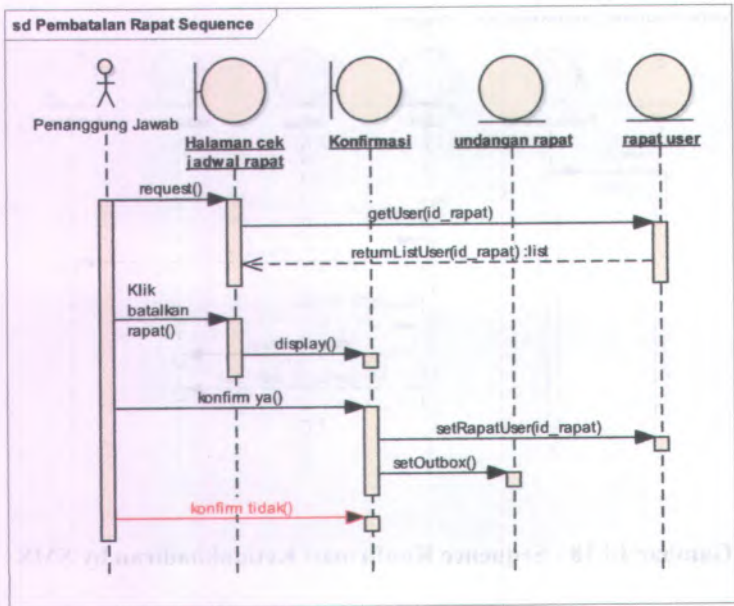 sd Pembatalan Rapat Sequence
Penanggung Jawab
Halaman cek
jadwal rapat
Konfirmasi
undangan rapat
rapat user
request()
getUser(id_rapat)
returnListUser(id_rapat) :list
Klik
batalkan
rapat()
display()
konfirm ya()
setRapatUser(id_rapat)
setOutbox()
konfirm tidak()